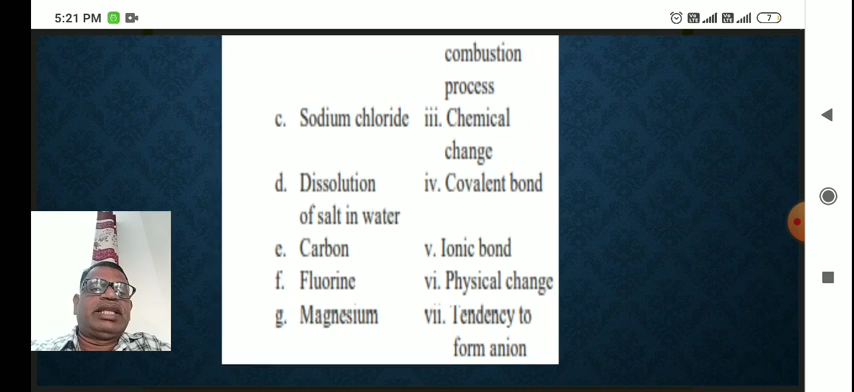 5:21 PM
7
combustion
process
c. Sodium chloride iii. Chemical
change
d. Dissolution iv. Covalent bond
of salt in water
e. Carbon v. Ionic bond
f. Fluorine vi. Physical change
g. Magnesium vii. Tendency to
form anion